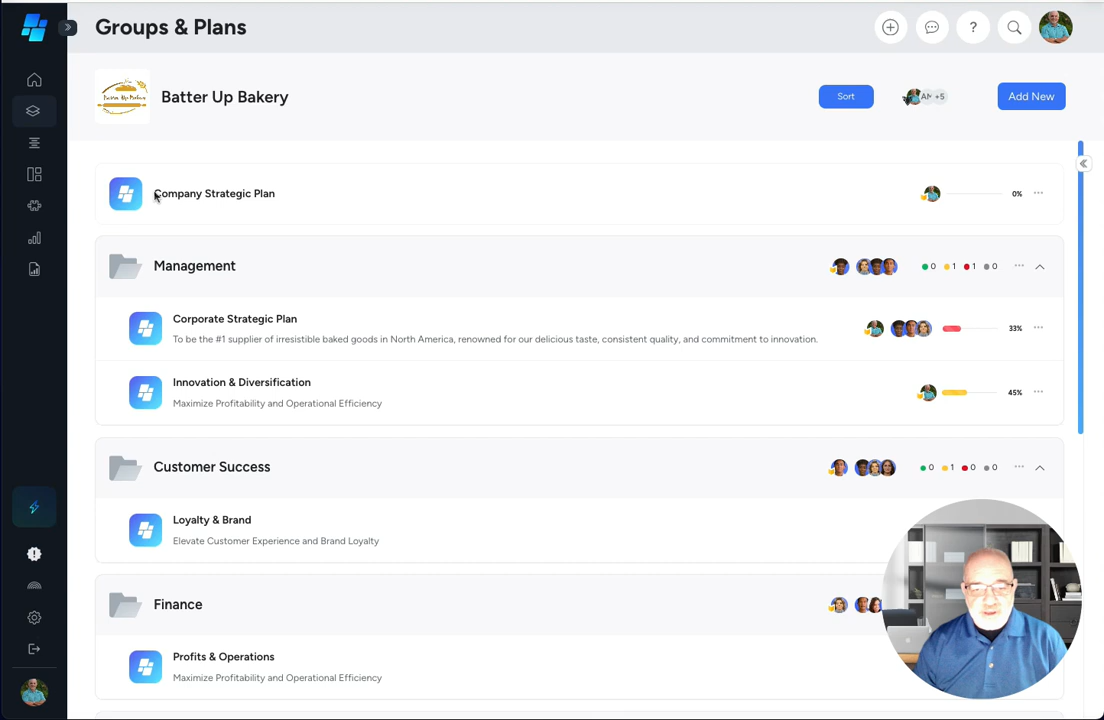 Groups & Plans
?
Batter Up Bakery
Sort
AM +5
Add New
Company Strategic Plan
0%
Management
0 1 1 0
Corporate Strategic Plan
To be the #1 supplier of irresistible baked goods in North America, renowned for our delicious taste, consistent quality, and commitment to innovation.
33%
Innovation & Diversification
Maximize Profitability and Operational Efficiency
45%
Customer Success
0 1 0 0
Loyalty & Brand
Elevate Customer Experience and Brand Loyalty
Finance
Profits & Operations
Maximize Profitability and Operational Efficiency